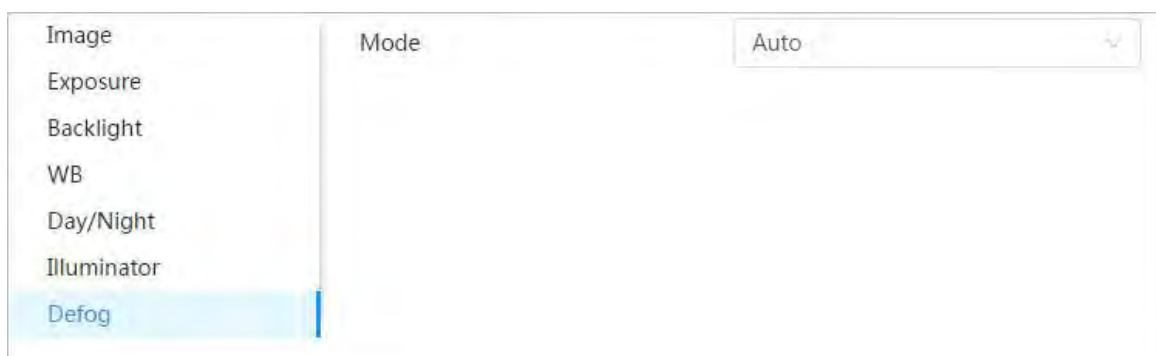 Image
Exposure
Backlight
WB
Day/Night
Illuminator
Defog
Mode
Auto